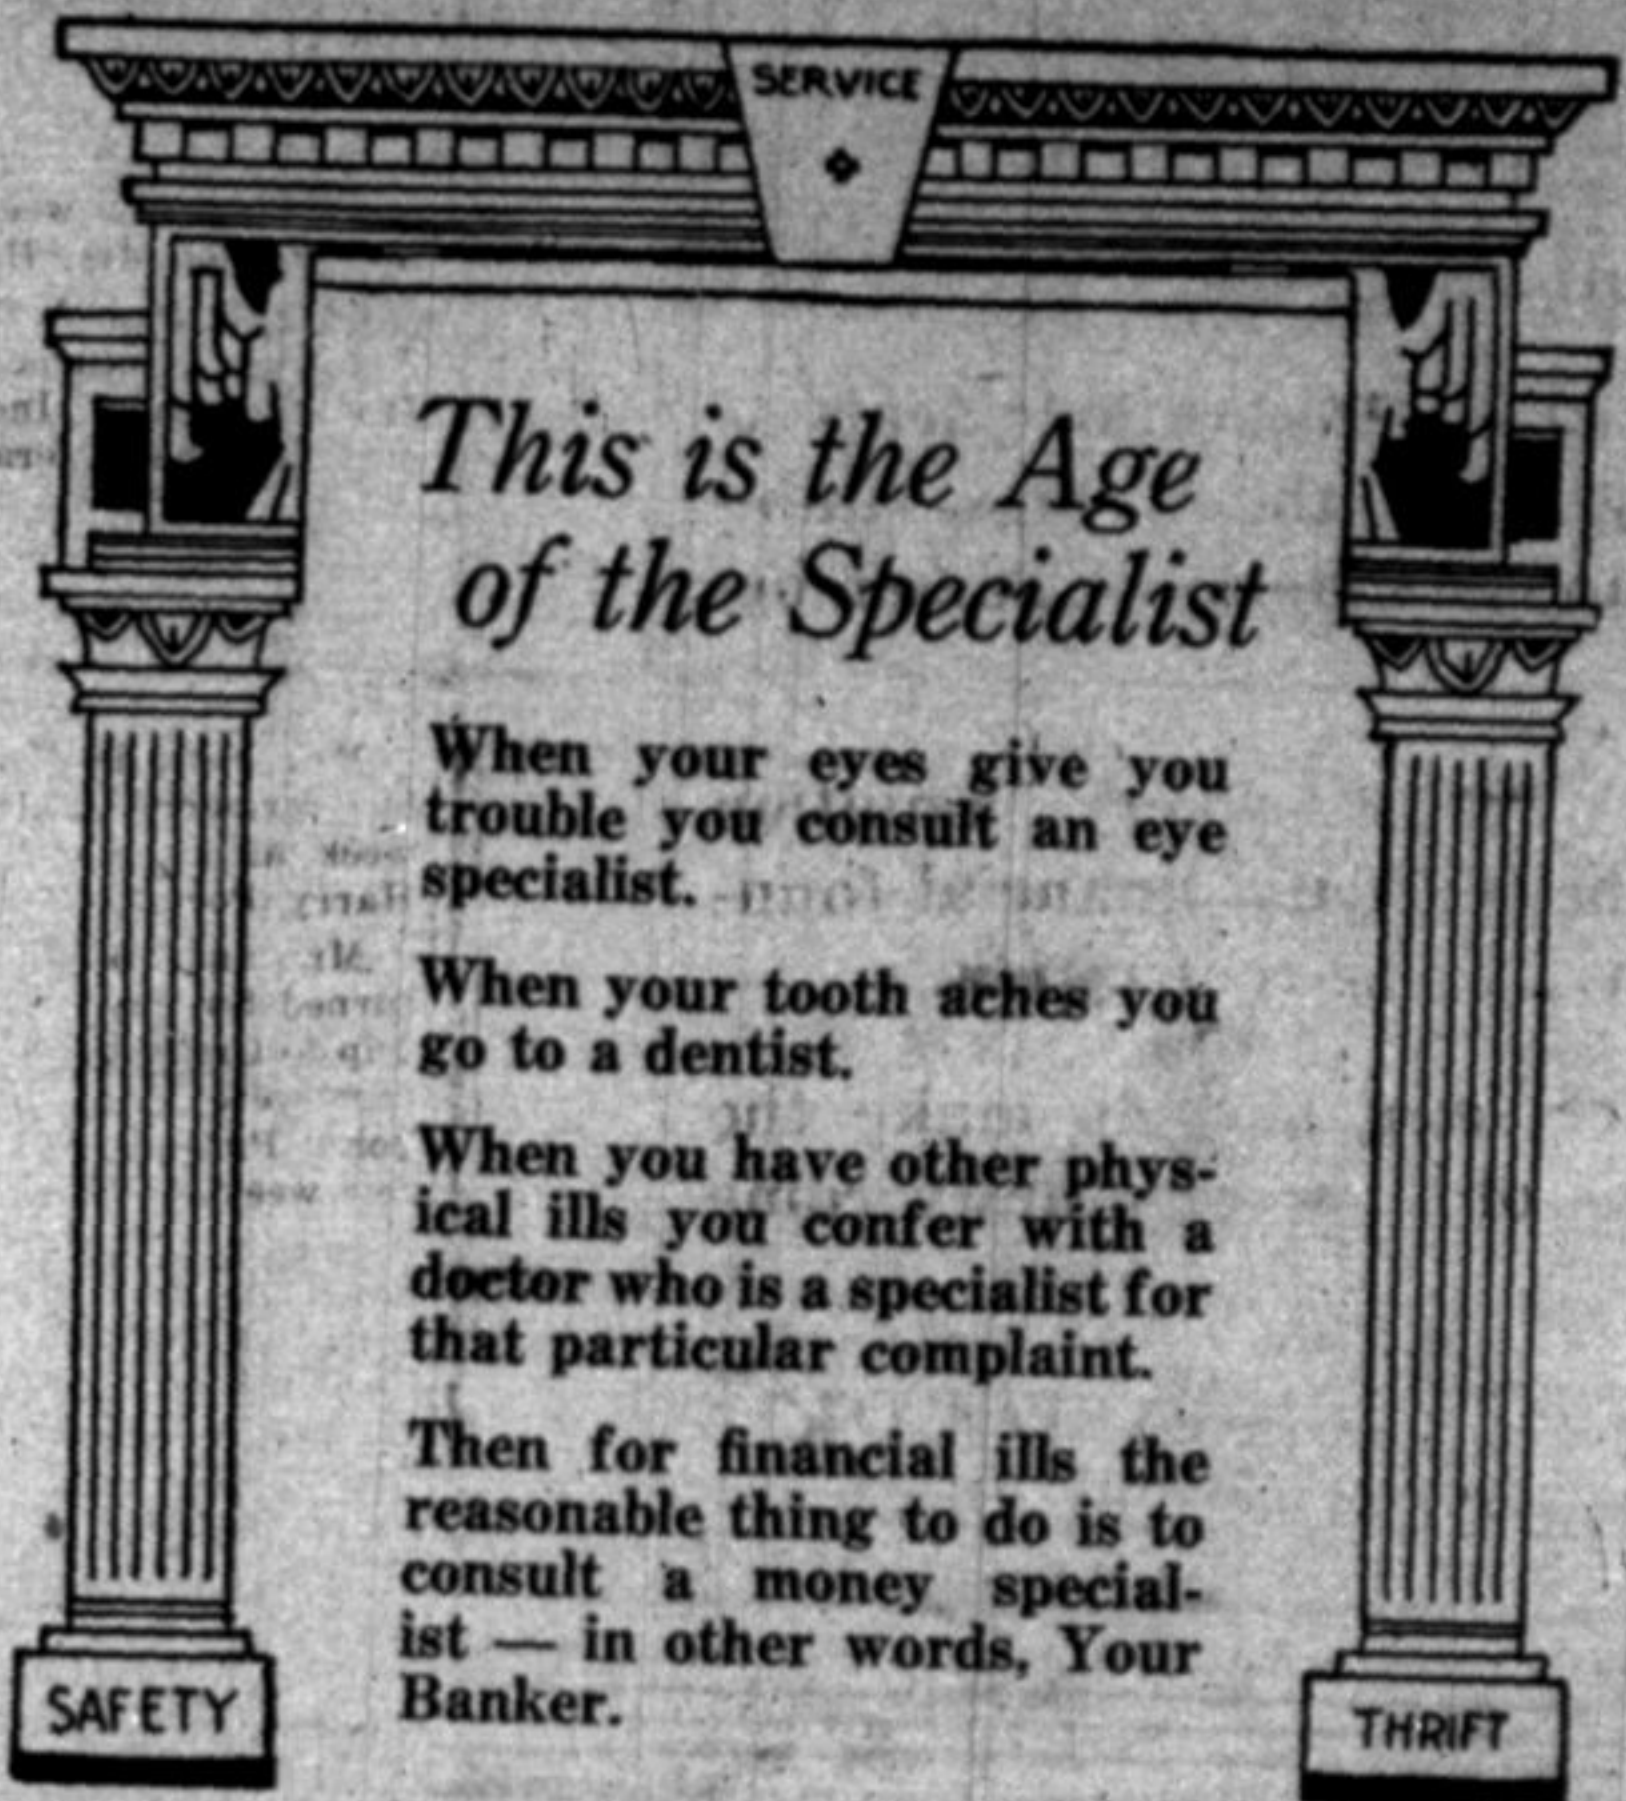 SERVICE
This is the Age
of the Specialist
When your eyes give you
trouble you consult an eye
specialist.
When your tooth aches you
go to a dentist.
When you have other phys-
ical ills you confer with a
doctor who is a specialist for
that particular complaint.
Then for financial ills the
reasonable thing to do is to
consult a money special-
ist — in other words, Your
Banker.
SAFETY
THRIFT